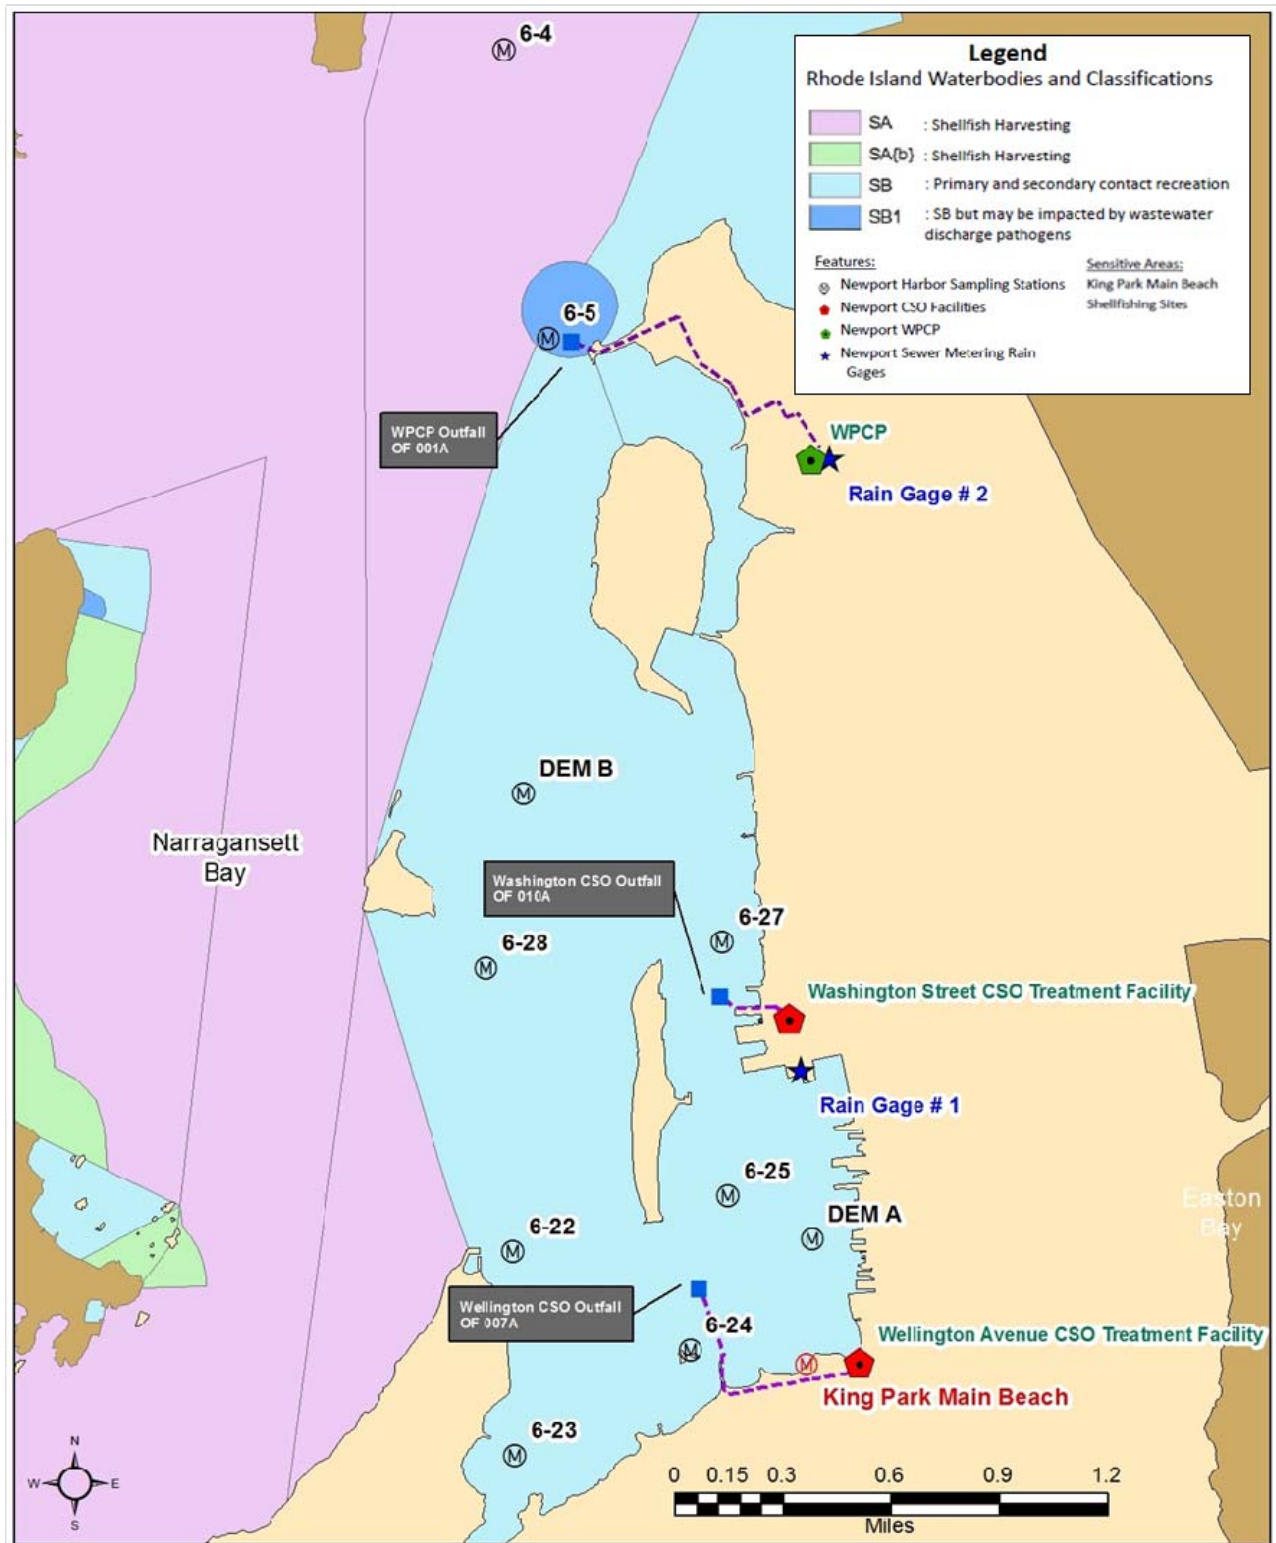 6-4
Legend
Rhode Island Waterbodies and Classifications
SA : Shellfish Harvesting
SA{b} : Shellfish Harvesting
SB : Primary and secondary contact recreation
SB1 : SB but may be impacted by wastewater
discharge pathogens
Features:
M Newport Harbor Sampling Stations
Newport CSO Facilities
Newport WPCP
Newport Sewer Metering Rain
Gages
Sensitive Areas:
King Park Main Beach
Shellfishing Sites
M
6-5
M
WPCP Outfall
OF 001A
WPCP
Rain Gage # 2
DEM B
M
Narragansett
Bay
Washington CSO Outfall
OF 010A
6-27
M
6-28
M
Washington Street CSO Treatment Facility
Rain Gage # 1
6-25
M
DEM A
M
Easton
Bay
6-22
M
Wellington CSO Outfall
OF 007A
6-24
M
Wellington Avenue CSO Treatment Facility
M
King Park Main Beach
6-23
M
N
W E
S
0 0.15 0.3 0.6 0.9 1.2
Miles